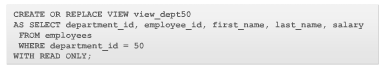 CREATE OR REPLACE VIEW view_dept50
AS SELECT department_id, employee_id, first_name, last_name, salary
FROM employees
WHERE department_id = 50
WITH READ ONLY;